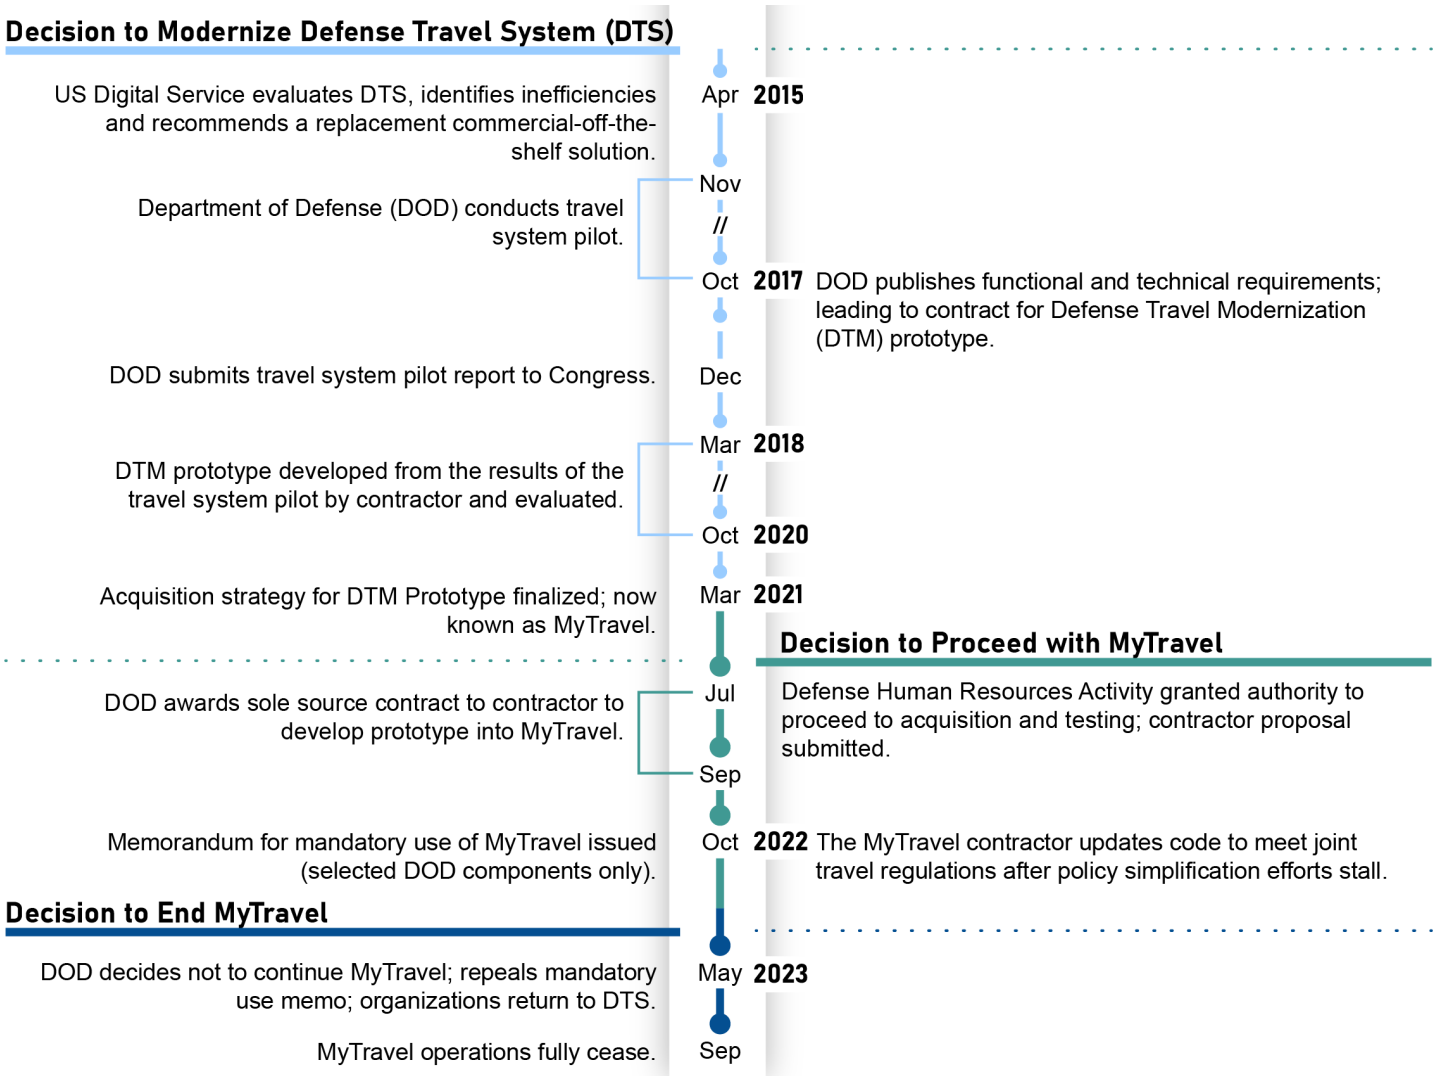 Decision to Modernize Defense Travel System (DTS)
US Digital Service evaluates DTS, identifies inefficiencies
and recommends a replacement commercial-off-the-
shelf solution.
Apr 2015
Nov
Department of Defense (DOD) conducts travel
system pilot.
//
Oct 2017
DOD publishes functional and technical requirements;
leading to contract for Defense Travel Modernization
(DTM) prototype.
DOD submits travel system pilot report to Congress.
Dec
Mar 2018
DTM prototype developed from the results of the
travel system pilot by contractor and evaluated.
//
Oct 2020
Acquisition strategy for DTM Prototype finalized; now
known as MyTravel.
Mar 2021
Decision to Proceed with MyTravel
Jul
Defense Human Resources Activity granted authority to
proceed to acquisition and testing; contractor proposal
submitted.
DOD awards sole source contract to contractor to
develop prototype into MyTravel.
Sep
Memorandum for mandatory use of MyTravel issued
(selected DOD components only).
Oct 2022
The MyTravel contractor updates code to meet joint
travel regulations after policy simplification efforts stall.
Decision to End MyTravel
DOD decides not to continue MyTravel; repeals mandatory
use memo; organizations return to DTS.
May 2023
MyTravel operations fully cease.
Sep